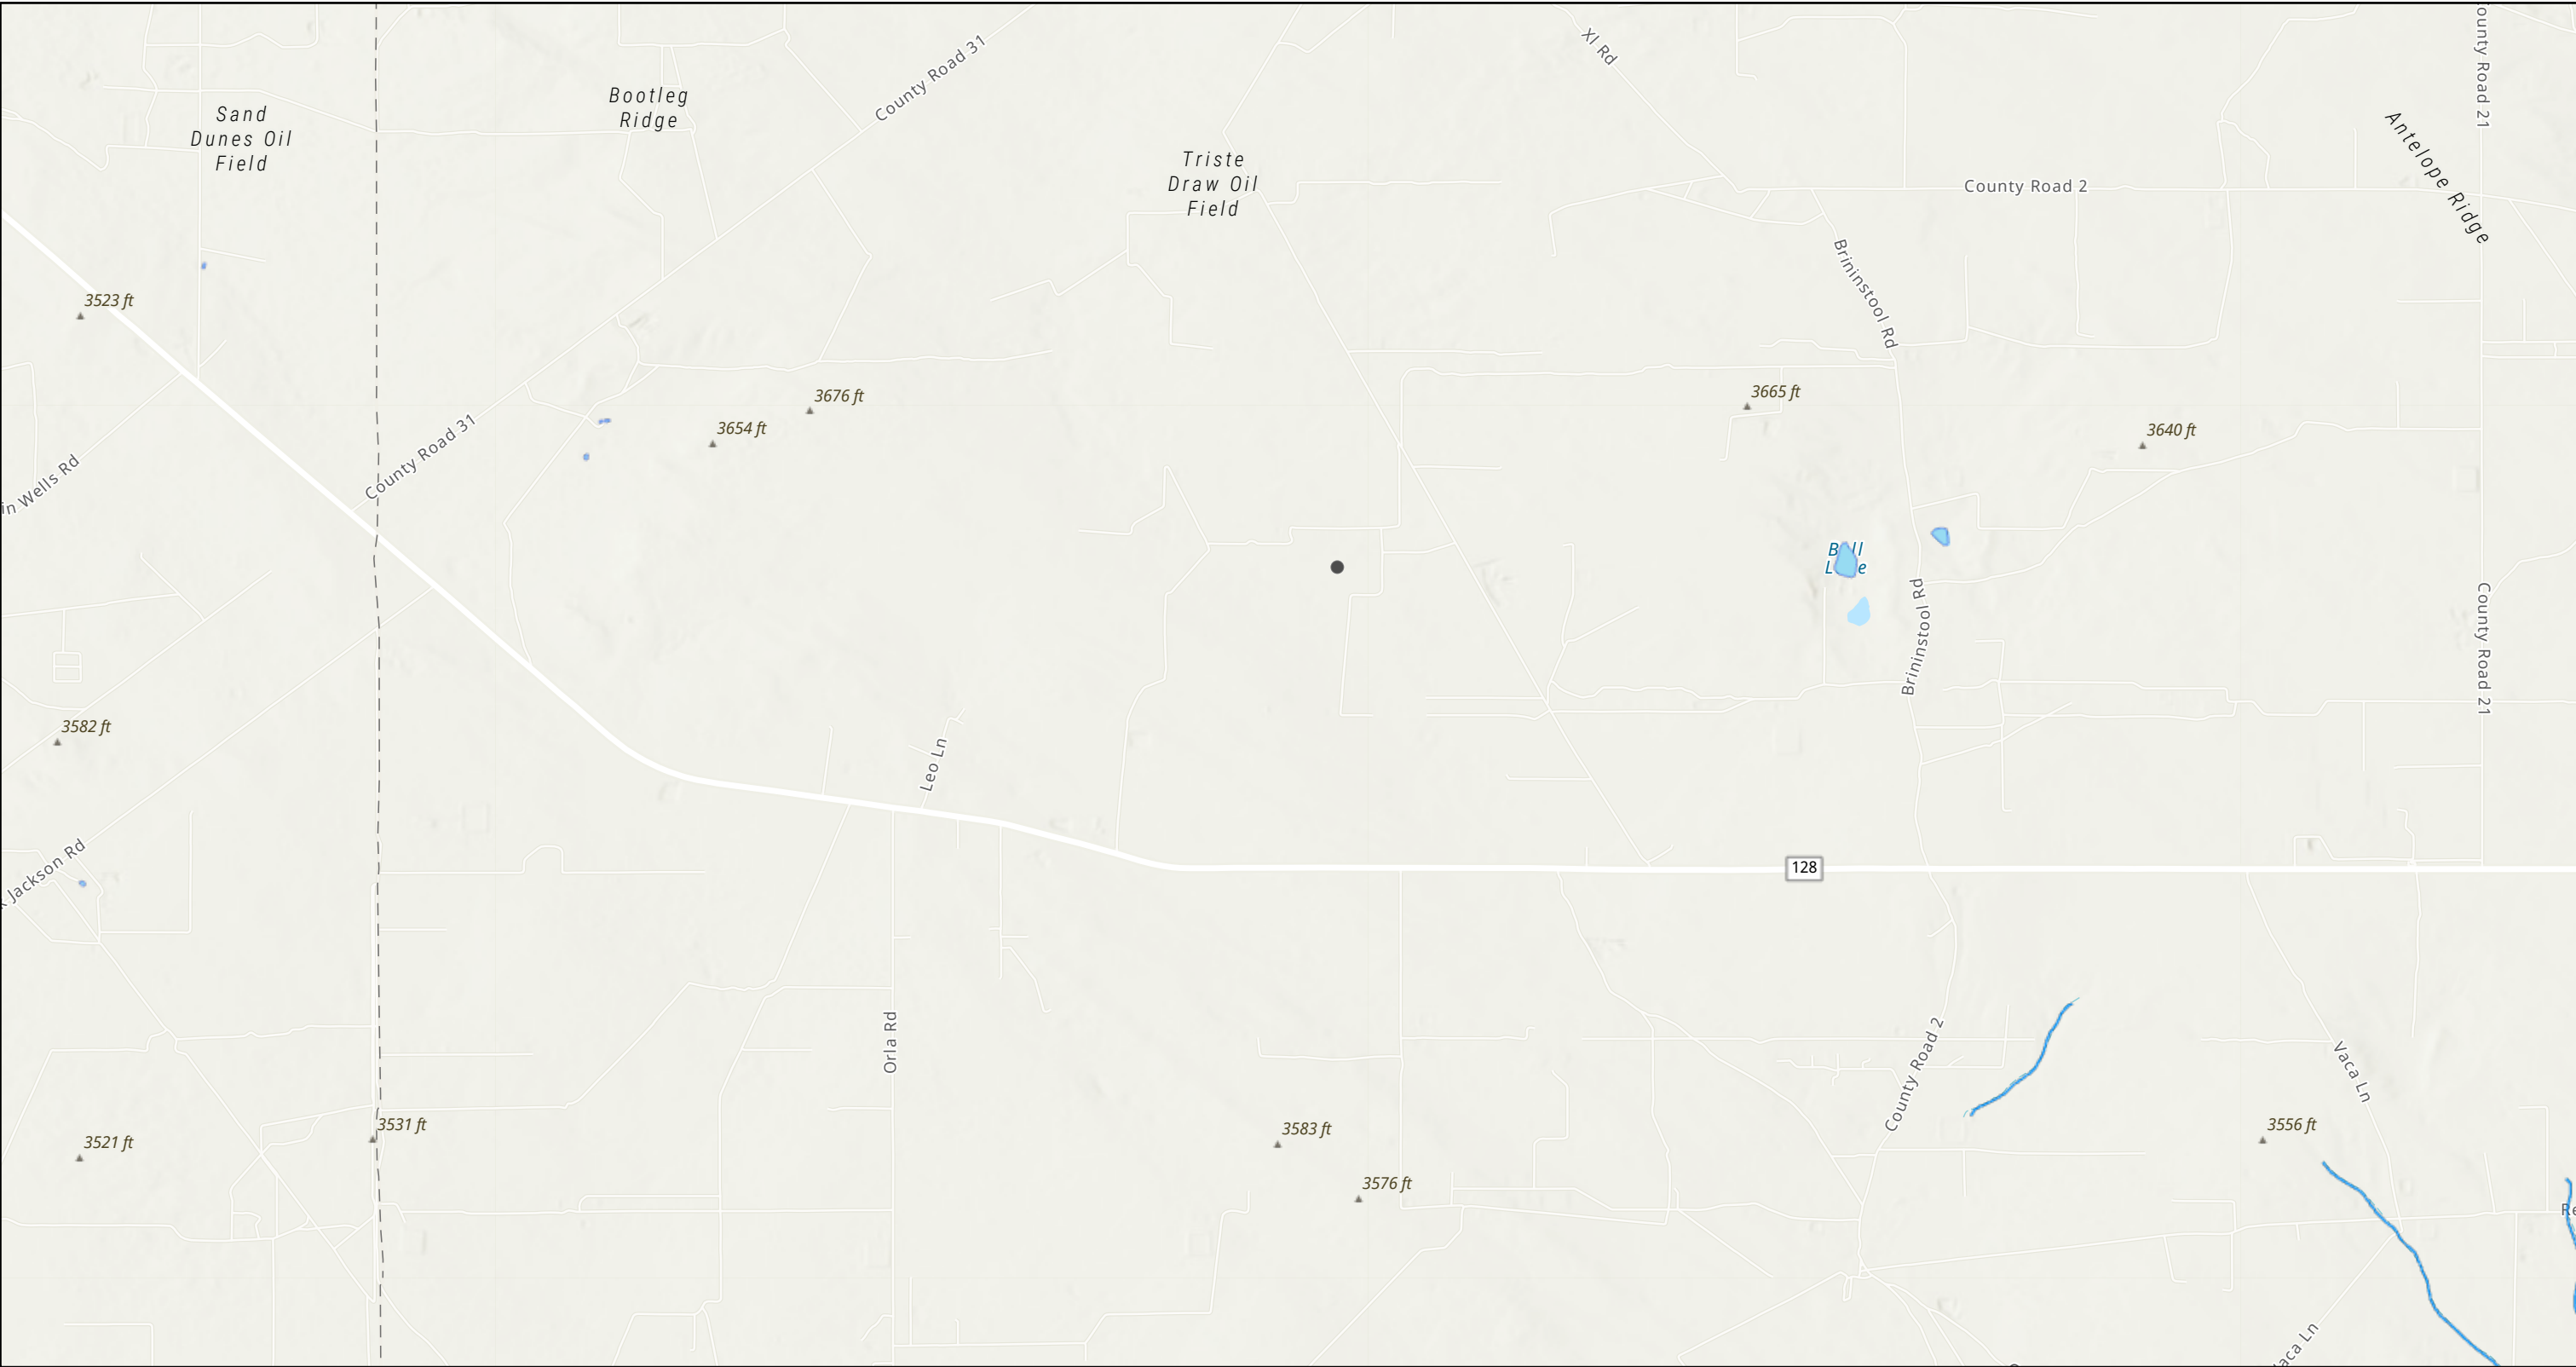 County Road 31
Xl Rd
County Road 21
Bootleg
Ridge
Sand
Dunes Oil
Field
Antelope Ridge
Triste
Draw Oil
Field
County Road 2
Brininstool Rd
3523 ft
3676 ft
3665 ft
3654 ft
3640 ft
County Road 31
in Wells Rd
Brininstool Rd
County Road 21
3582 ft
Leo Ln
128
Jackson Rd
Orla Rd
County Road 2
Vaca Ln
3521 ft
3531 ft
3583 ft
3556 ft
3576 ft
Ln